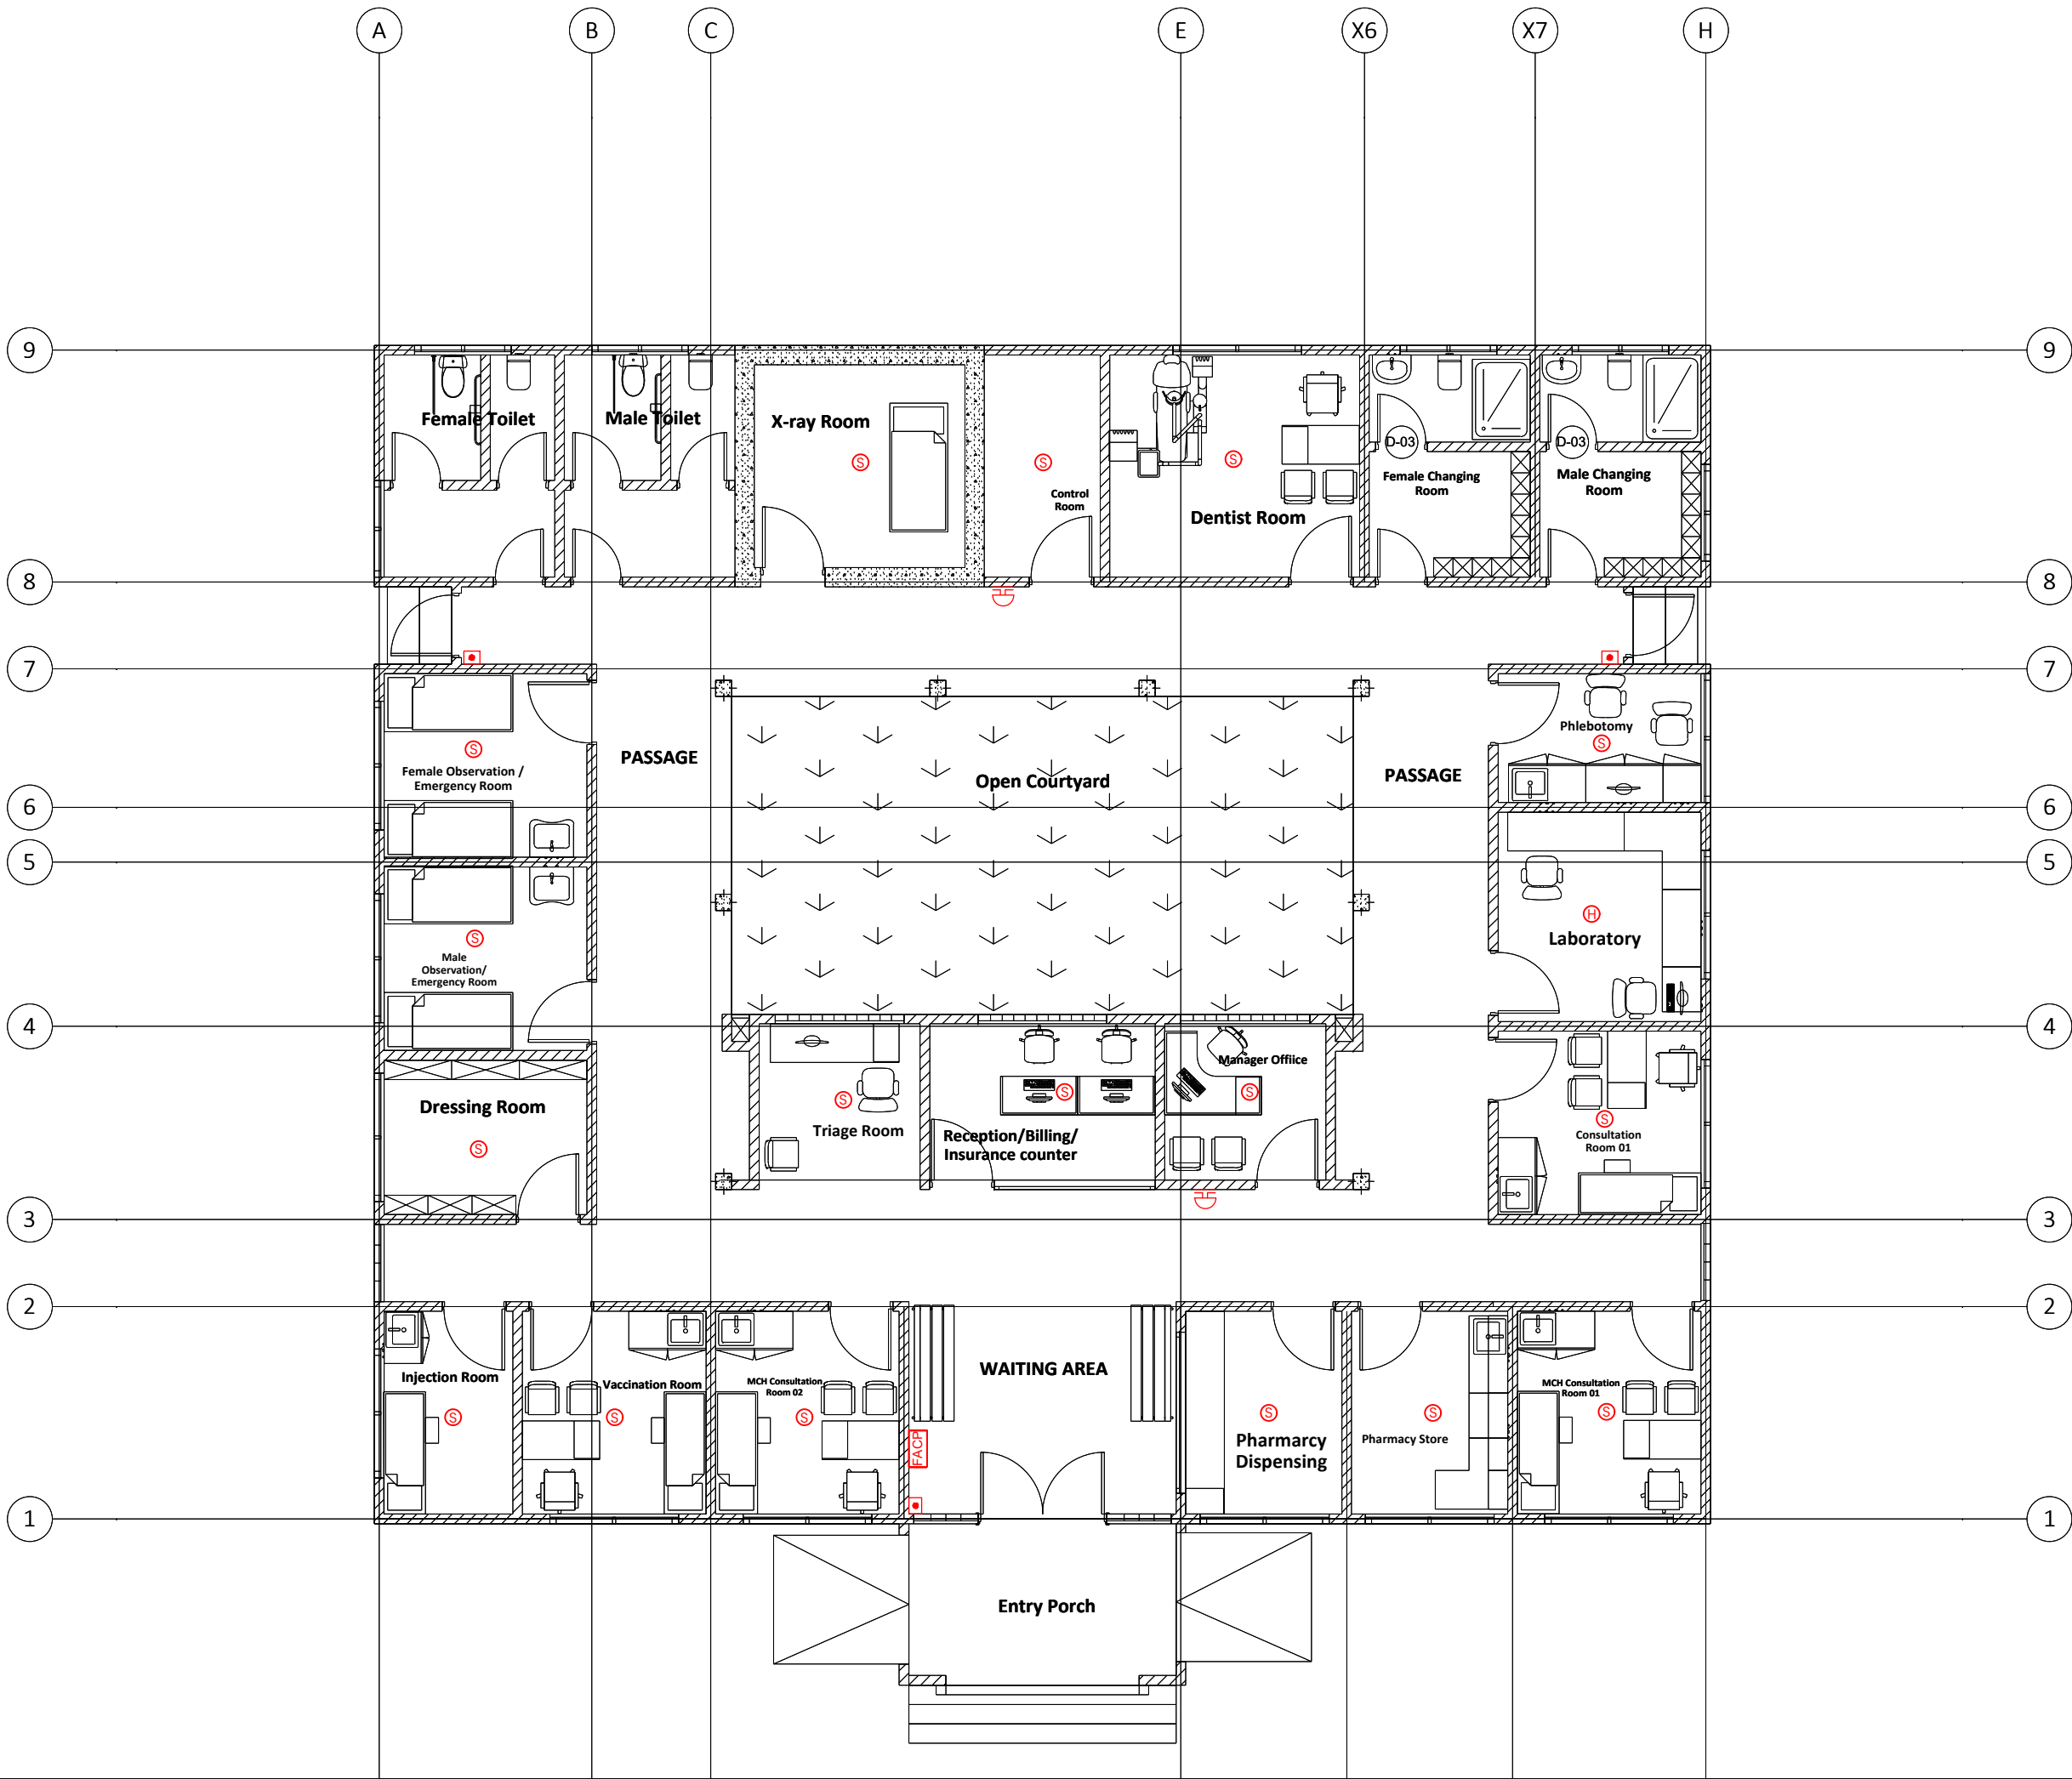 A B C E X6 X7 H
9 9
Female Toilet
Male Toilet
X-ray Room
S
S
Control
Room
S
Dentist Room
D-03
Female Changing
Room
D-03
Male Changing
Room
8 8
7 7
S
Female Observation /
Emergency Room
PASSAGE
Open Courtyard
PASSAGE
Phlebotomy
S
6 6
5 5
S
Male
Observation/
Emergency Room
H
Laboratory
4 4
Dressing Room
S
S
Triage Room
S
Reception/Billing/
Insurance counter
Manager Offiice
S
S
Consultation
Room 01
3 3
2 2
Injection Room
S
Vaccination Room
S
MCH Consultation
Room 02
S
WAITING AREA
FACP
S
Pharmarcy
Dispensing
S
Pharmacy Store
MCH Consultation
Room 01
S
1 1
Entry Porch